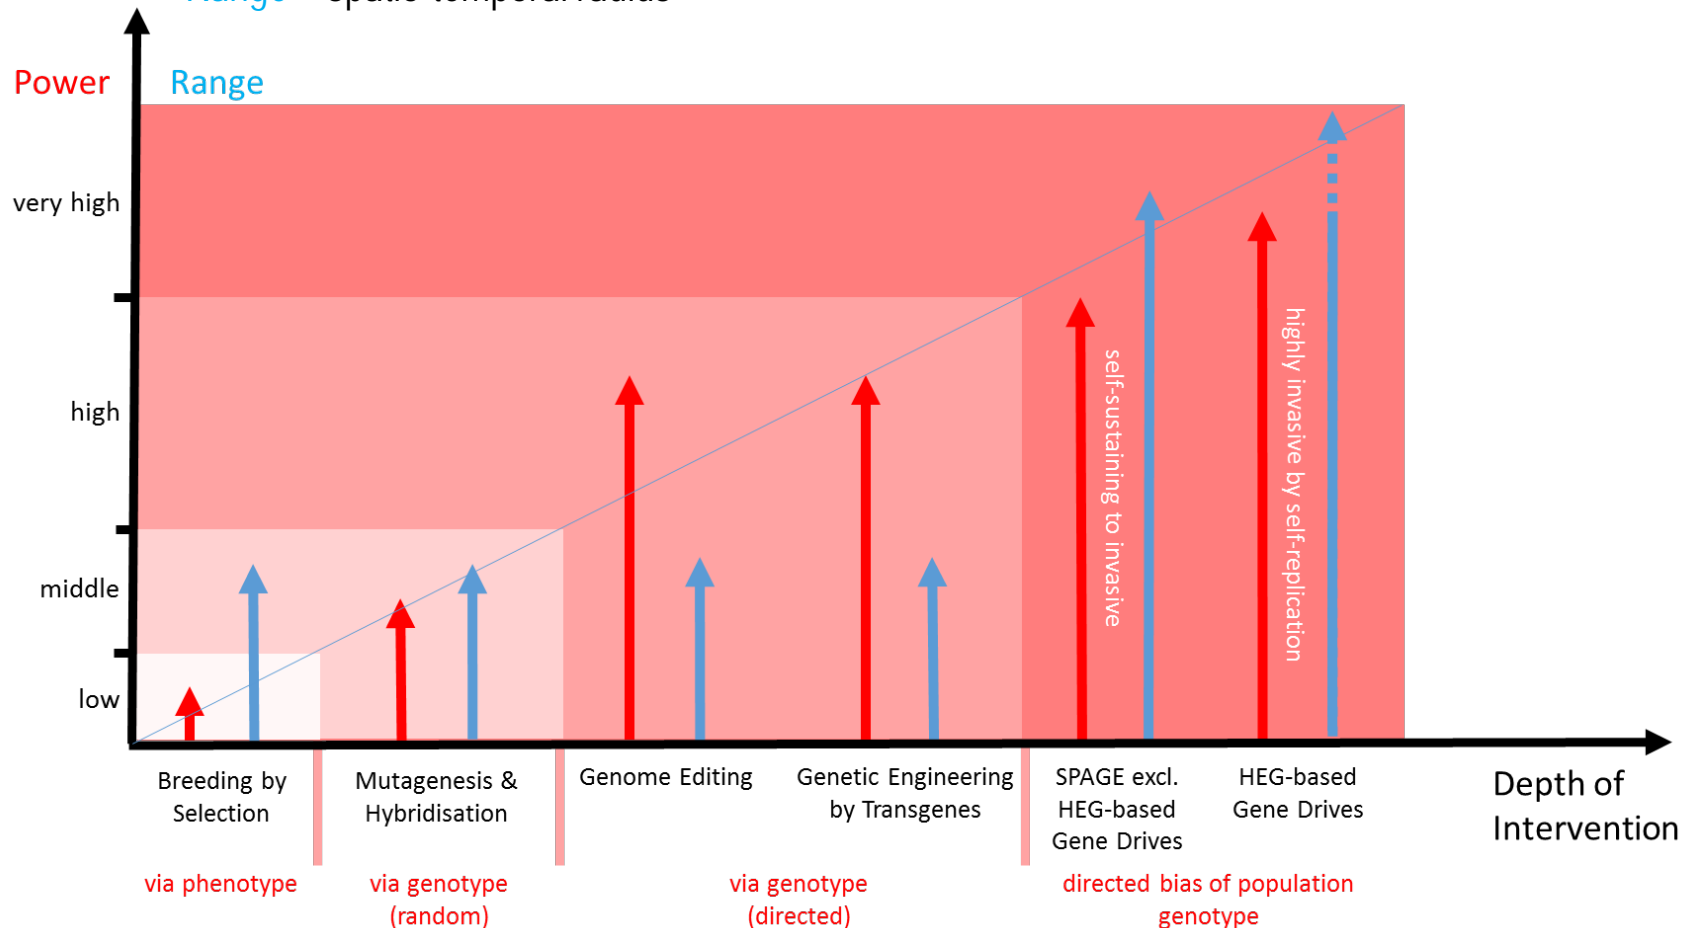 Power
Range
very high
high
middle
low
self-sustaining to invasive
highly invasive by self-replication
Breeding by
Selection
Mutagenesis &
Hybridisation
Genome Editing
Genetic Engineering
by Transgenes
SPAGE excl.
HEG-based
Gene Drives
HEG-based
Gene Drives
Depth of
Intervention
via phenotype
via genotype
(random)
via genotype
(directed)
directed bias of population
genotype